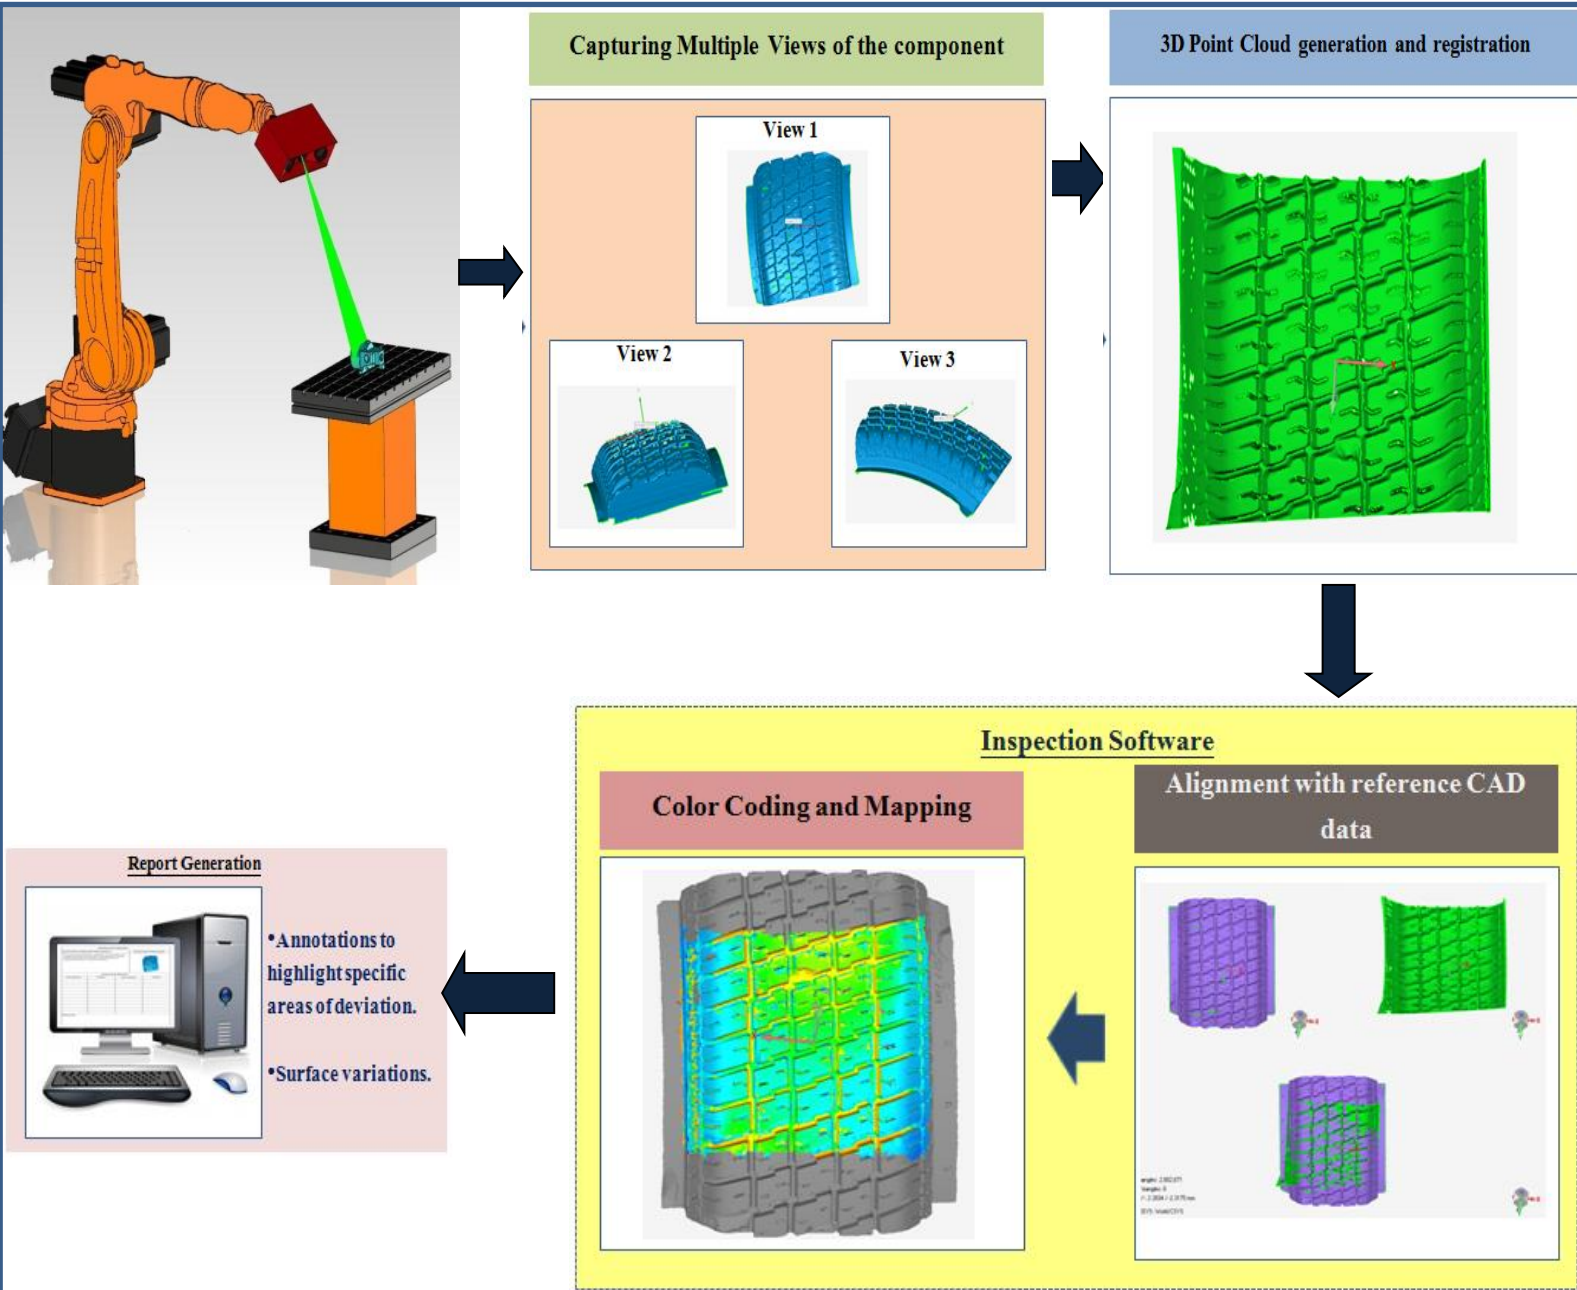 Capturing Multiple Views of the component
3D Point Cloud generation and registration
View 1
View 2
View 3
Inspection Software
Alignment with reference CAD
data
Color Coding and Mapping
Report Generation
•Annotations to
highlight specific
areas of deviation.
•Surface variations.